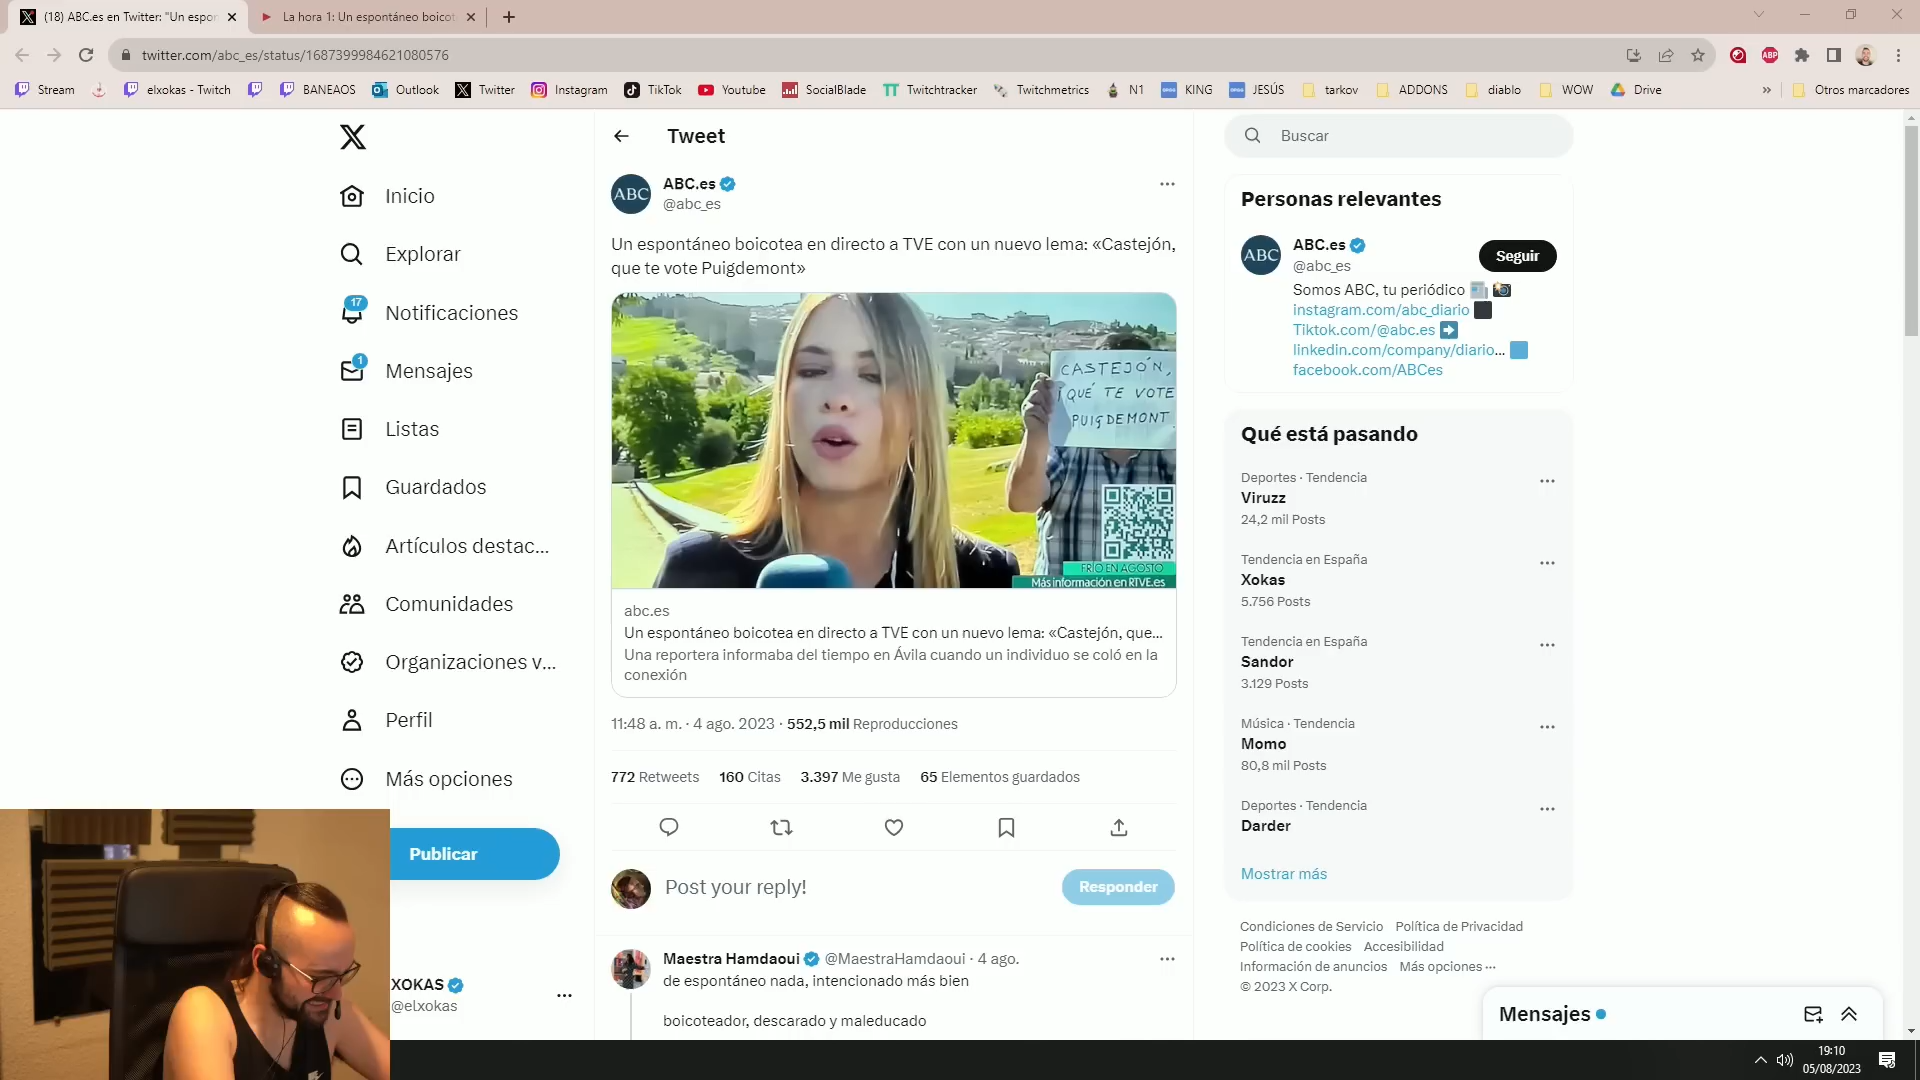 (18) ABC.es en Twitter: "Un espon
La hora 1: Un espontáneo boicot
twitter.com/abc_es/status/1687399984621080576
ABP
Stream
elxokas - Twitch
BANEAOS
Outlook
Twitter
Instagram
TikTok
Youtube
SocialBlade
Twitchtracker
Twitchmetrics
N1
KING
JESÚS
tarkov
ADDONS
diablo
WOW
Drive
Otros marcadores
Inicio
Explorar
17
Notificaciones
1
Mensajes
Listas
Guardados
Artículos destac...
Comunidades
Organizaciones v...
Perfil
Más opciones
Publicar
XOKAS
@elxokas
Tweet
ABC
ABC.es
@abc_es
Un espontáneo boicotea en directo a TVE con un nuevo lema: «Castejón,
que te vote Puigdemont»
CASTEJÓN,
¡QUÉ TE VOTE
PUIGDEMONT
FRÍO EN AGOSTO
Más información en RTVE.es
abc.es
Un espontáneo boicotea en directo a TVE con un nuevo lema: «Castejón, que...
Una reportera informaba del tiempo en Ávila cuando un individuo se coló en la
conexión
11:48 a. m. · 4 ago. 2023 · 552,5 mil Reproducciones
772 Retweets 160 Citas 3.397 Me gusta 65 Elementos guardados
Post your reply!
Responder
Maestra Hamdaoui @MaestraHamdaoui · 4 ago.
de espontáneo nada, intencionado más bien
boicoteador, descarado y maleducado
Buscar
Personas relevantes
ABC
ABC.es
@abc_es
Seguir
Somos ABC, tu periódico
instagram.com/abc_diario
Tiktok.com/@abc.es
linkedin.com/company/diario...
facebook.com/ABCes
Qué está pasando
Deportes · Tendencia
Viruzz
24,2 mil Posts
Tendencia en España
Xokas
5.756 Posts
Tendencia en España
Sandor
3.129 Posts
Música · Tendencia
Momo
80,8 mil Posts
Deportes · Tendencia
Darder
Mostrar más
Condiciones de Servicio Política de Privacidad
Política de cookies Accesibilidad
Información de anuncios Más opciones ···
© 2023 X Corp.
Mensajes
19:10
05/08/2023